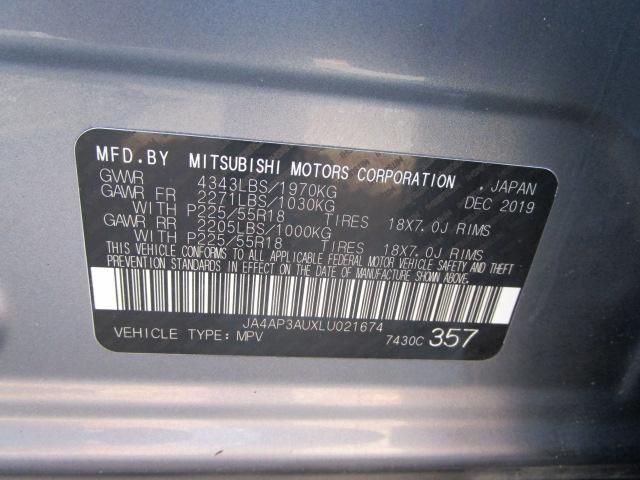 MFD.BY MITSUBISHI MOTORS CORPORATION , JAPAN
GVWR 4343LBS/1970KG DEC 2019
GAWR FR 2271LBS/1030KG
WITH P225/55R18 TIRES 18X7.0J RIMS
GAWR RR 2205LBS/1000KG
WITH P225/55R18 TIRES 18X7.0J RIMS
THIS VEHICLE CONFORMS TO ALL APPLICABLE FEDERAL MOTOR VEHICLE SAFETY AND THEFT
PREVENTION STANDARDS IN EFFECT ON THE DATE OF MANUFACTURE SHOWN ABOVE.
JA4AP3AUXLU021674
VEHICLE TYPE:MPV 7430C 357